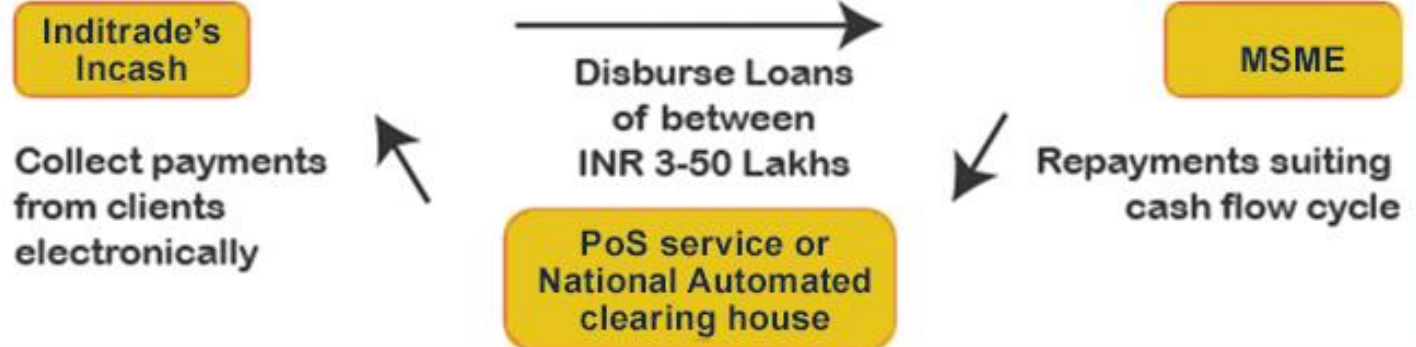 Inditrade's
Incash
Disburse Loans
of between
INR 3-50 Lakhs
MSME
Collect payments
from clients
electronically
Repayments suiting
cash flow cycle
PoS service or
National Automated
clearing house